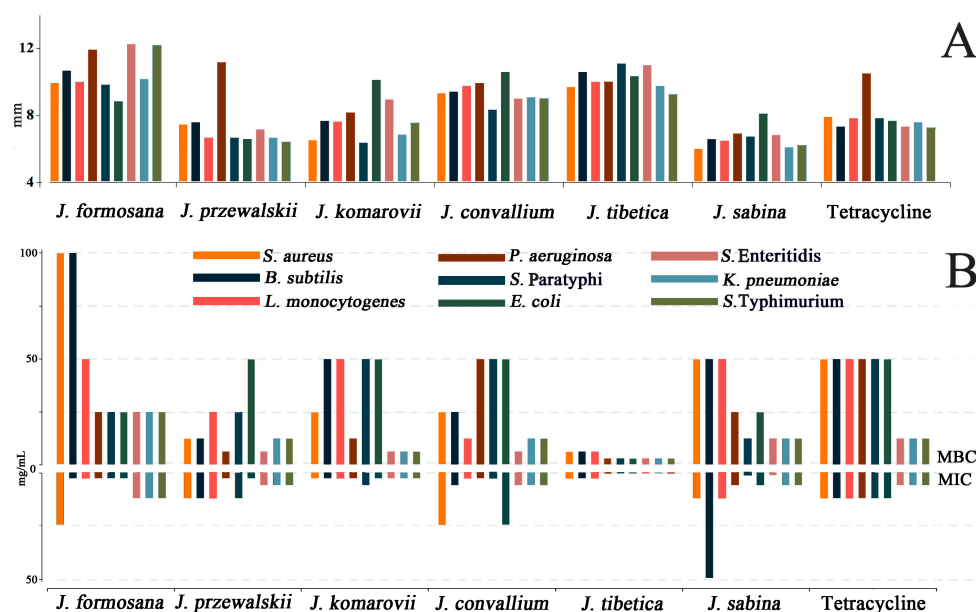 A
12
8
4
mm
J. formosana J. przewalskii J. komarovii J. convallium J. tibetica J. sabina Tetracycline
B
100
50
0
50
mg/mL
S. aureus P. aeruginosa S. Enteritidis
B. subtilis S. Paratyphi K. pneumoniae
L. monocytogenes E. coli S.Typhimurium
MBC
MIC
J. formosana J. przewalskii J. komarovii J. convallium J. tibetica J. sabina Tetracycline